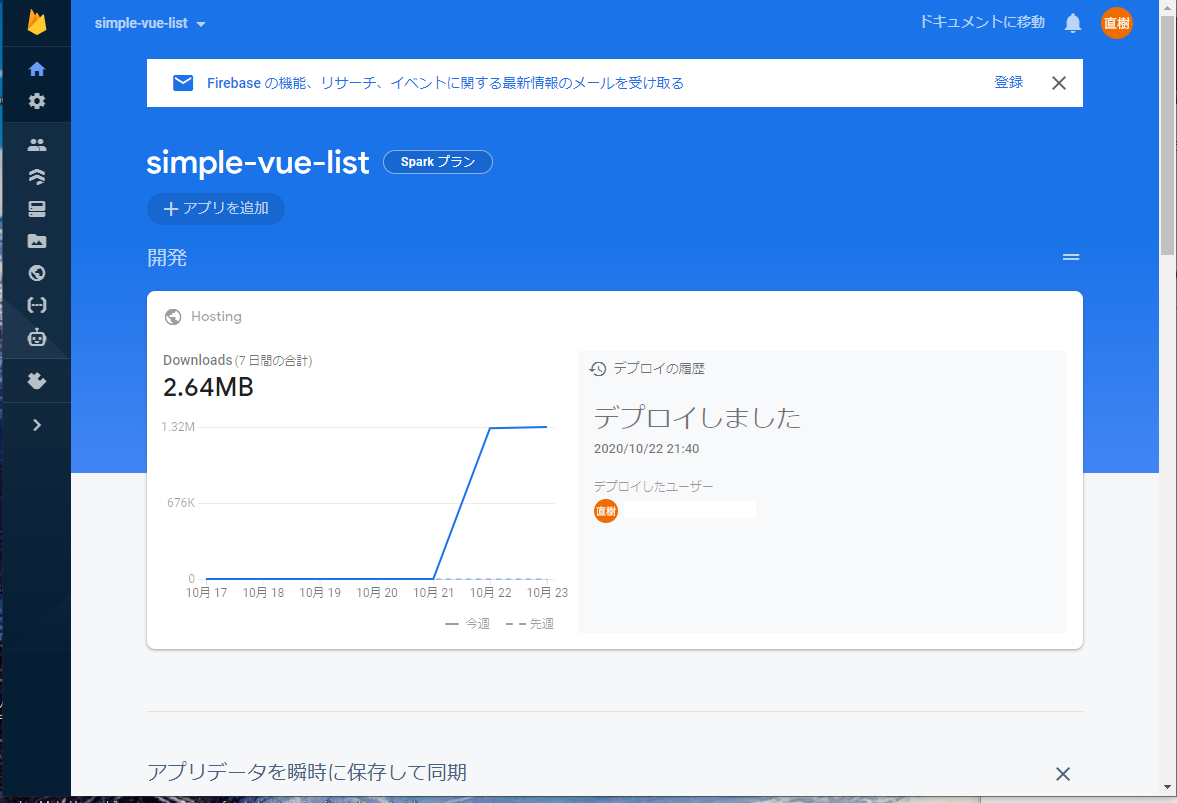 simple-vue-list
ドキュメントに移動
直樹
Firebase の機能、リサーチ、イベントに関する最新情報のメールを受け取る
登録
simple-vue-list
Spark プラン
アプリを追加
開発
Hosting
Downloads (7 日間の合計)
2.64MB
1.32M
676K
0
10月 17 10月 18 10月 19 10月 20 10月 21 10月 22 10月 23
今週 先週
デプロイの履歴
デプロイしました
2020/10/22 21:40
デプロイしたユーザー
直樹
アプリデータを瞬時に保存して同期